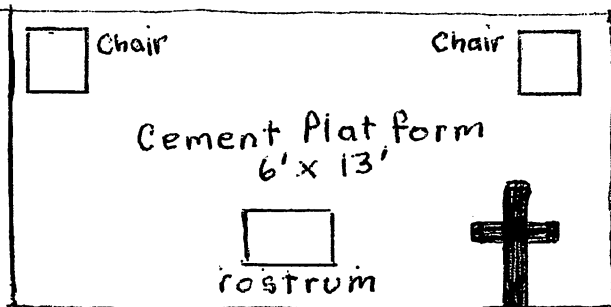 Chair
Chair
Cement Platform
6' x 13'
rostrum